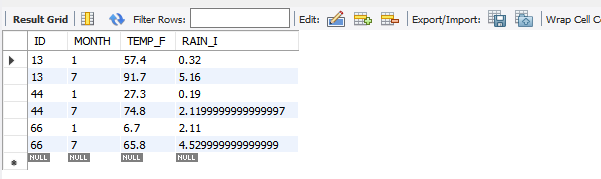 Result Grid Filter Rows: Edit: Export/Import: Wrap Cell Co
ID MONTH TEMP_F RAIN_I
13 1 57.4 0.32
13 7 91.7 5.16
44 1 27.3 0.19
44 7 74.8 2.1199999999999997
66 1 6.7 2.11
66 7 65.8 4.529999999999999
NULL NULL NULL NULL